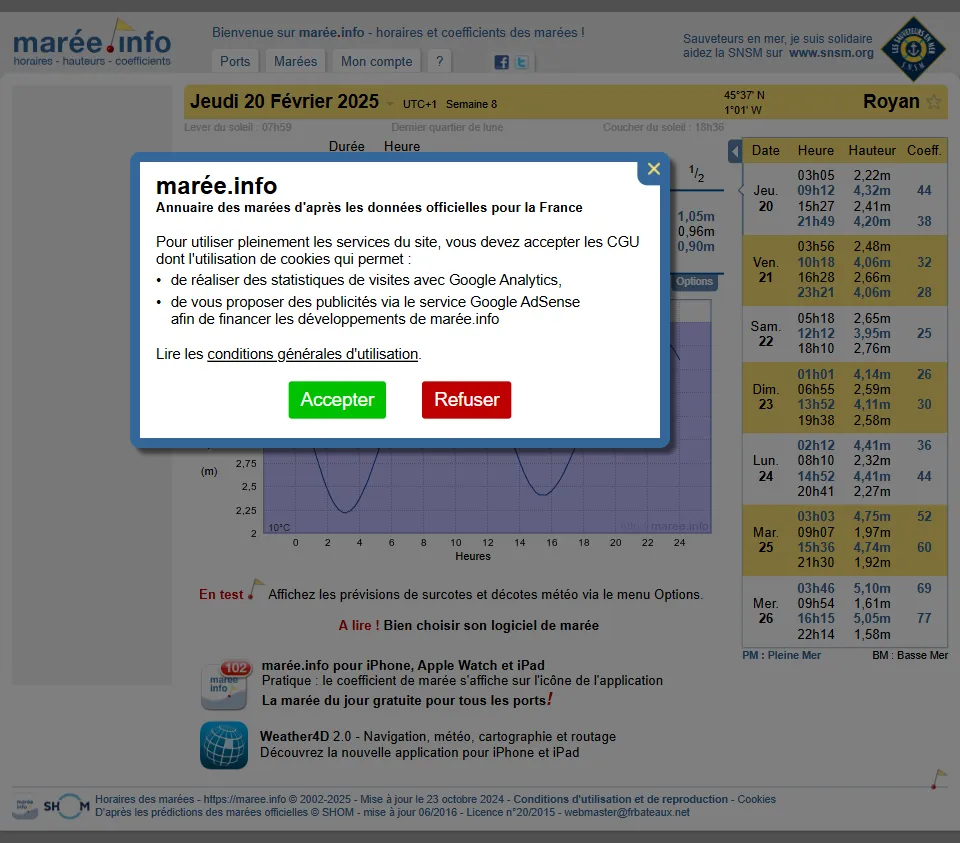 marée.info
horaires - hauteurs - coefficients
Bienvenue sur marée.info - horaires et coefficients des marées !
Ports
Marées
Mon compte
?
Sauveteurs en mer, je suis solidaire
aidez la SNSM sur www.snsm.org
LES SAUVETEURS EN MER
SNSM
Jeudi 20 Février 2025
UTC+1 Semaine 8
45°37' N
1°01' W
Royan
Lever du soleil : 07h59
Dernier quartier de lune
Coucher du soleil : 18h36
Durée Heure
1/2
1,05m
0,96m
0,90m
Options
marée.info
Annuaire des marées d'après les données officielles pour la France
Pour utiliser pleinement les services du site, vous devez accepter les CGU
dont l'utilisation de cookies qui permet :
• de réaliser des statistiques de visites avec Google Analytics,
• de vous proposer des publicités via le service Google AdSense
afin de financer les développements de marée.info
Lire les conditions générales d'utilisation.
Accepter
Refuser
(m)
2,75
2,5
2,25
2
10°C
marée.info
0 2 4 6 8 10 12 14 16 18 20 22 24
Heures
Date Heure Hauteur Coeff.
Jeu.
20
03h05 2,22m
09h12 4,32m 44
15h27 2,41m
21h49 4,20m 38
Ven.
21
03h56 2,48m
10h18 4,06m 32
16h28 2,66m
23h21 4,06m 28
Sam.
22
05h18 2,65m
12h12 3,95m 25
18h10 2,76m
Dim.
23
01h01 4,14m 26
06h55 2,59m
13h52 4,11m 30
19h38 2,58m
Lun.
24
02h12 4,41m 36
08h10 2,32m
14h52 4,41m 44
20h41 2,27m
Mar.
25
03h03 4,75m 52
09h07 1,97m
15h36 4,74m 60
21h30 1,92m
Mer.
26
03h46 5,10m 69
09h54 1,61m
16h15 5,05m 77
22h14 1,58m
PM : Pleine Mer
BM : Basse Mer
En test Affichez les prévisions de surcotes et décotes météo via le menu Options.
A lire ! Bien choisir son logiciel de marée
102
marée
info
marée.info pour iPhone, Apple Watch et iPad
Pratique : le coefficient de marée s'affiche sur l'icône de l'application
La marée du jour gratuite pour tous les ports!
Weather4D 2.0 - Navigation, météo, cartographie et routage
Découvrez la nouvelle application pour iPhone et iPad
marée
info
SHOM
Horaires des marées - https://maree.info © 2002-2025 - Mise à jour le 23 octobre 2024 - Conditions d'utilisation et de reproduction - Cookies
D'après les prédictions des marées officielles © SHOM - mise à jour 06/2016 - Licence n°20/2015 - webmaster@frbateaux.net